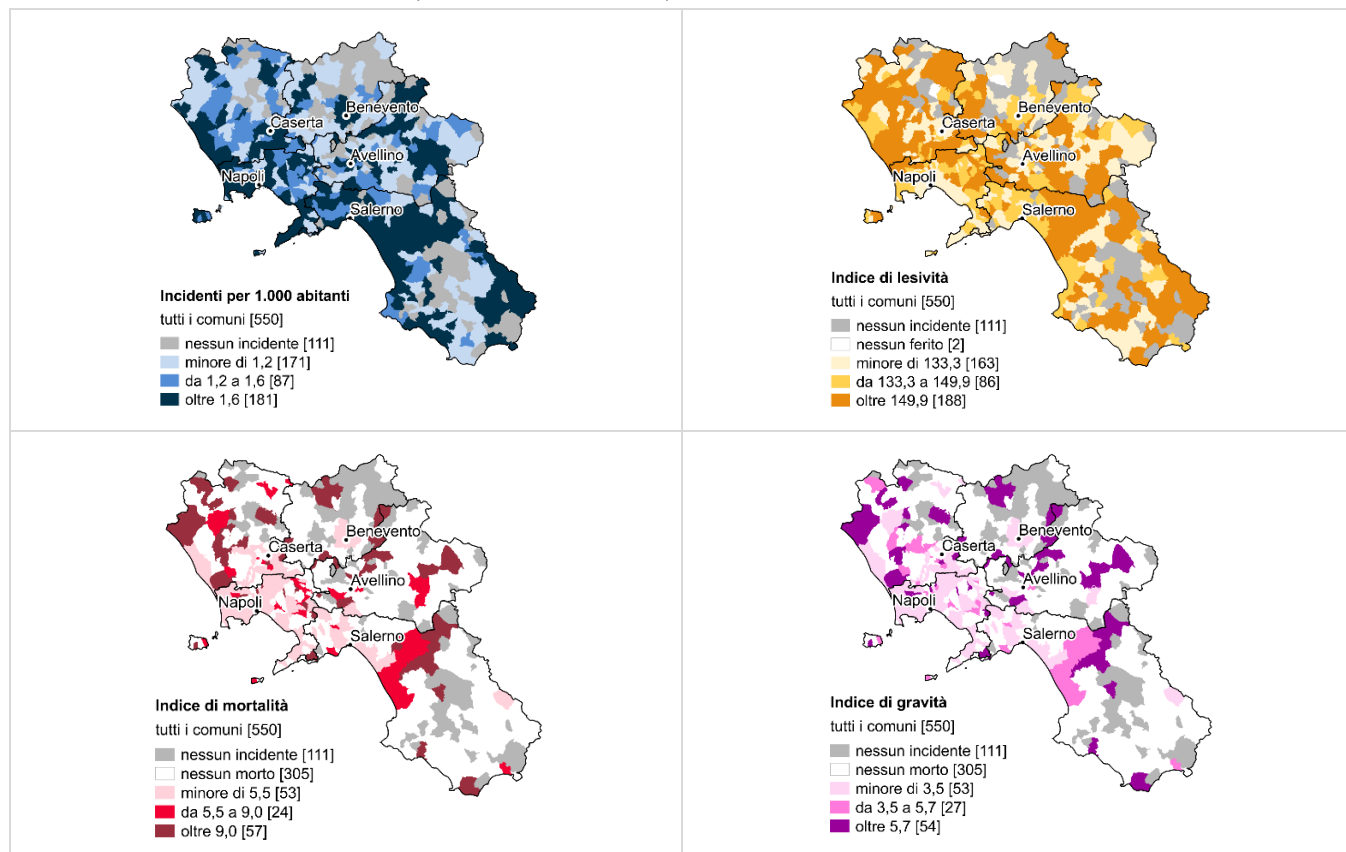 Benevento
Caserta
Avellino
Napoli
Salerno
Incidenti per 1.000 abitanti
tutti i comuni [550]
nessun incidente [111]
minore di 1,2 [171]
da 1,2 a 1,6 [87]
oltre 1,6 [181]
Benevento
Caserta
Avellino
Napoli
Salerno
Indice di lesività
tutti i comuni [550]
nessun incidente [111]
nessun ferito [2]
minore di 133,3 [163]
da 133,3 a 149,9 [86]
oltre 149,9 [188]
Benevento
Caserta
Avellino
Napoli
Salerno
Indice di mortalità
tutti i comuni [550]
nessun incidente [111]
nessun morto [305]
minore di 5,5 [53]
da 5,5 a 9,0 [24]
oltre 9,0 [57]
Benevento
Caserta
Avellino
Napoli
Salerno
Indice di gravità
tutti i comuni [550]
nessun incidente [111]
nessun morto [305]
minore di 3,5 [53]
da 3,5 a 5,7 [27]
oltre 5,7 [54]